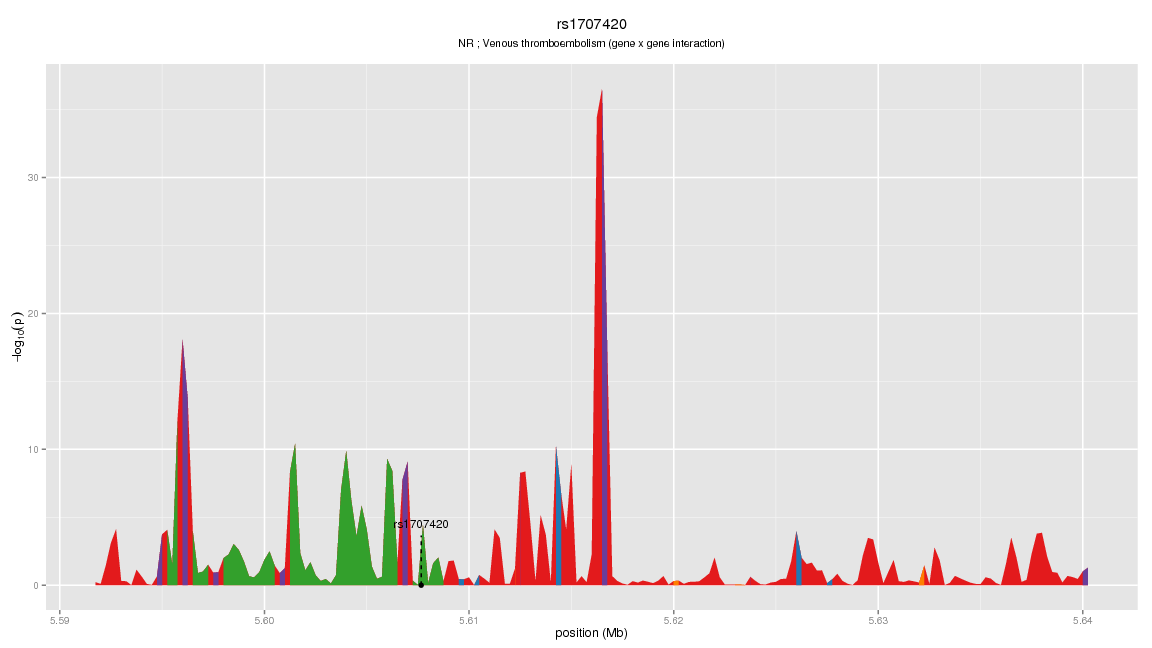 rs1707420
NR ; Venous thromboembolism (gene x gene interaction)
30
20
10
0
−log10(p)
rs1707420
5.59 5.60 5.61 5.62 5.63 5.64
position (Mb)